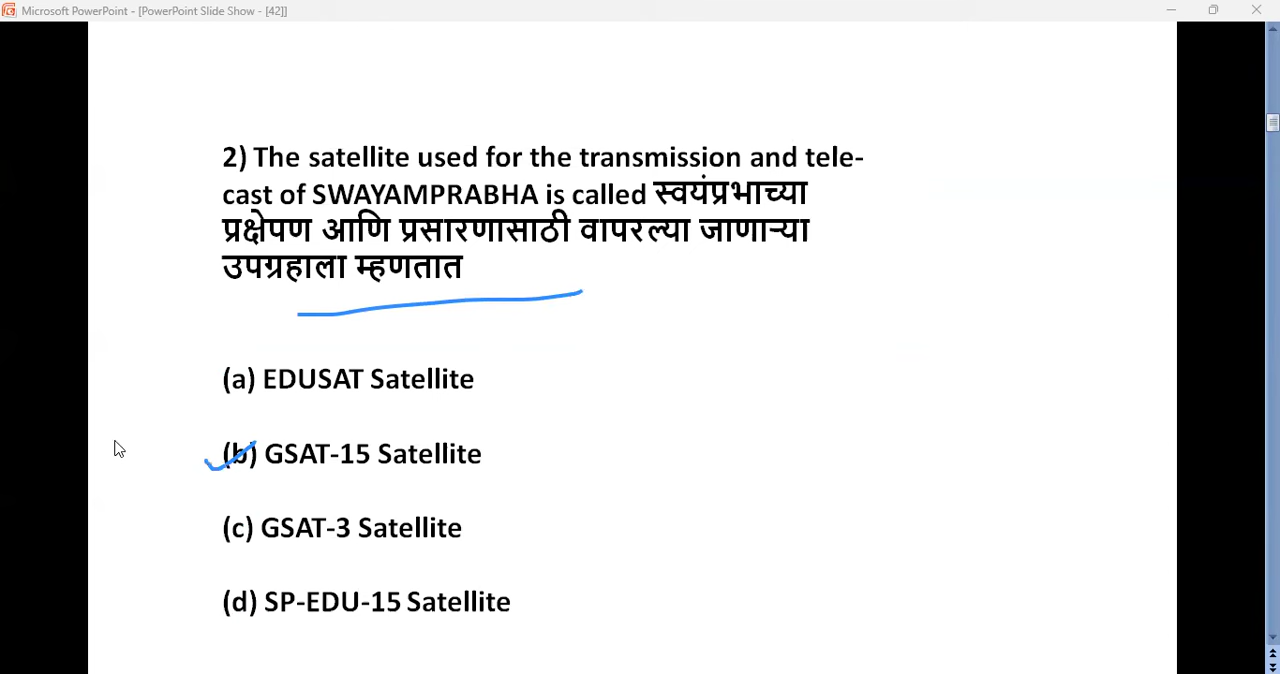 Microsoft PowerPoint - [PowerPoint Slide Show - [42]]
2) The satellite used for the transmission and tele-
cast of SWAYAMPRABHA is called स्वयंप्रभाच्या
प्रक्षेपण आणि प्रसारणासाठी वापरल्या जाणाऱ्या
उपग्रहाला म्हणतात
(a) EDUSAT Satellite
(b) GSAT-15 Satellite
(c) GSAT-3 Satellite
(d) SP-EDU-15 Satellite